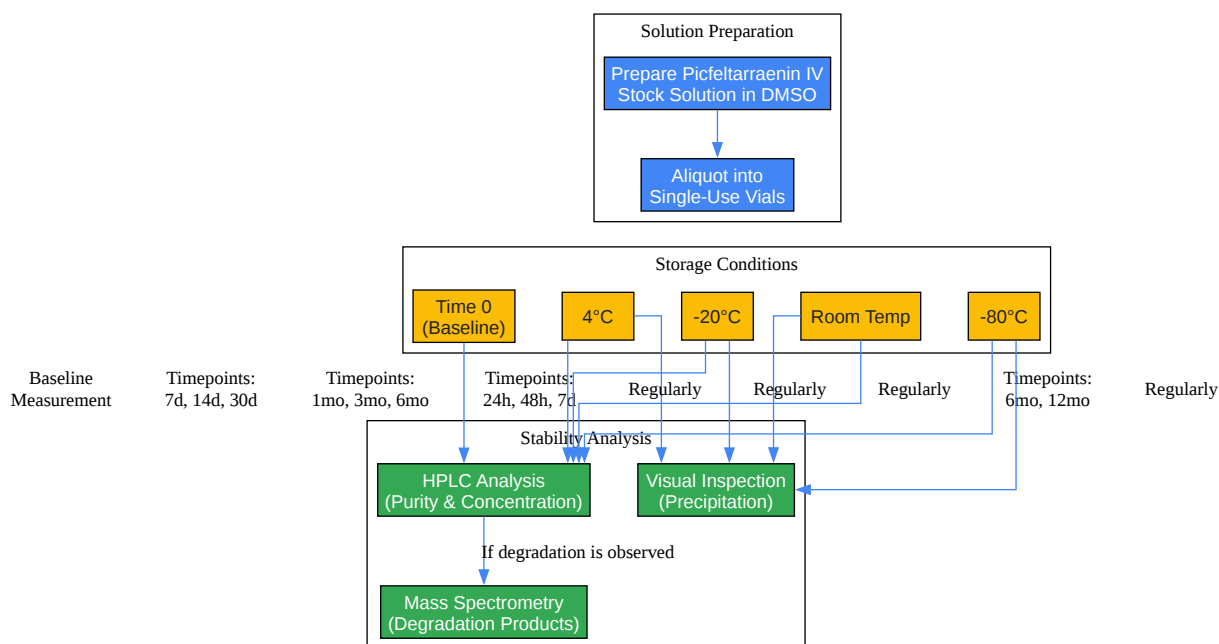 Solution Preparation
Prepare Picfeltarraenin IV
Stock Solution in DMSO
Aliquot into
Single-Use Vials
Storage Conditions
Time 0
(Baseline)
4°C
-20°C
Room Temp
-80°C
Baseline
Measurement
Timepoints:
7d, 14d, 30d
Timepoints:
1mo, 3mo, 6mo
Timepoints:
24h, 48h, 7d
Regularly
Regularly
Regularly
Timepoints:
6mo, 12mo
Regularly
Stability Analysis
HPLC Analysis
(Purity & Concentration)
Visual Inspection
(Precipitation)
If degradation is observed
Mass Spectrometry
(Degradation Products)